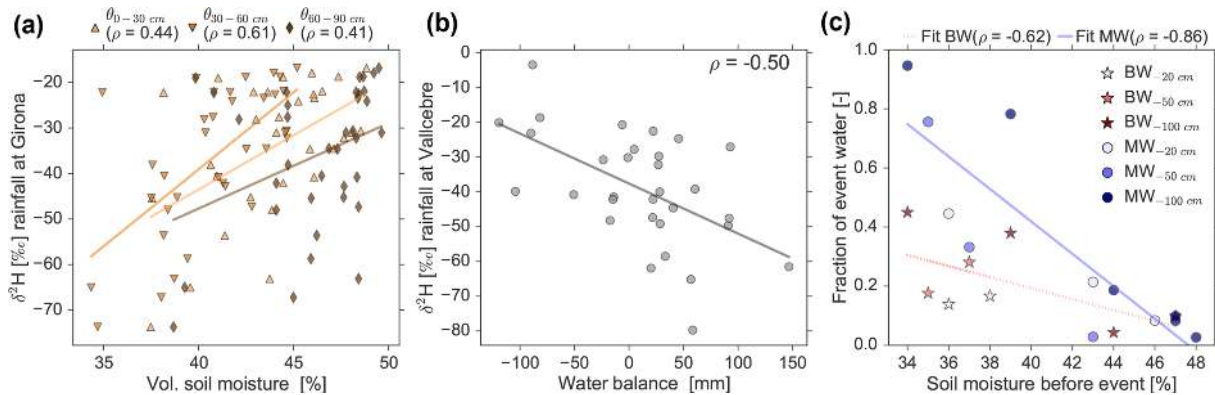 (a)
θ0−30 cm (ρ = 0.44)
θ30−60 cm (ρ = 0.61)
θ60−90 cm (ρ = 0.41)
δ²H [‰] rainfall at Girona
−20
−30
−40
−50
−60
−70
35 40 45 50
Vol. soil moisture [%]
(b)
ρ = -0.50
δ²H [‰] rainfall at Vallcebre
0
−10
−20
−30
−40
−50
−60
−70
−80
−100 −50 0 50 100 150
Water balance [mm]
(c)
Fit BW(ρ = -0.62) Fit MW(ρ = -0.86)
Fraction of event water [-]
1.0
0.8
0.6
0.4
0.2
0.0
BW−20 cm
BW−50 cm
BW−100 cm
MW−20 cm
MW−50 cm
MW−100 cm
34 36 38 40 42 44 46 48
Soil moisture before event [%]